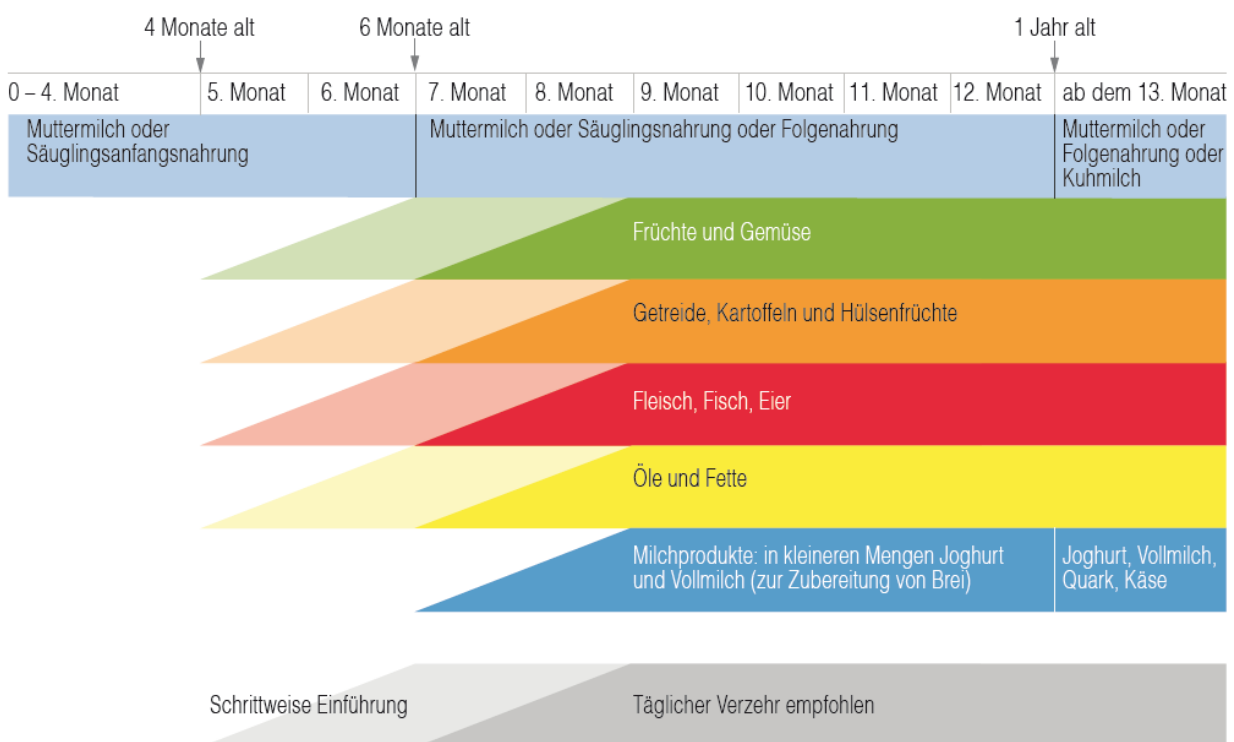 4 Monate alt
6 Monate alt
1 Jahr alt
0 – 4. Monat
5. Monat
6. Monat
7. Monat
8. Monat
9. Monat
10. Monat
11. Monat
12. Monat
ab dem 13. Monat
Muttermilch oder
Säuglingsanfangsnahrung
Muttermilch oder Säuglingsnahrung oder Folgenahrung
Muttermilch oder
Folgenahrung oder
Kuhmilch
Früchte und Gemüse
Getreide, Kartoffeln und Hülsenfrüchte
Fleisch, Fisch, Eier
Öle und Fette
Milchprodukte: in kleineren Mengen Joghurt
und Vollmilch (zur Zubereitung von Brei)
Joghurt, Vollmilch,
Quark, Käse
Schrittweise Einführung
Täglicher Verzehr empfohlen